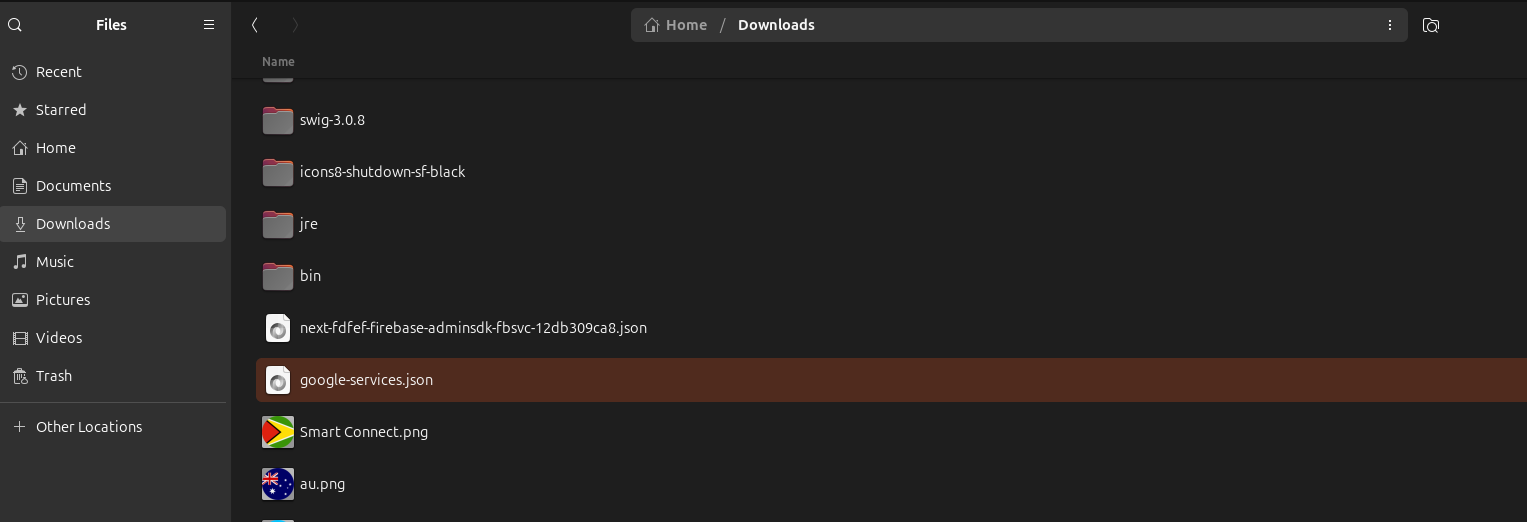 Files
Home / Downloads
Recent
Starred
Home
Documents
Downloads
Music
Pictures
Videos
Trash
Other Locations
Name
swig-3.0.8
icons8-shutdown-sf-black
jre
bin
next-fdfef-firebase-adminsdk-fbsvc-12db309ca8.json
google-services.json
Smart Connect.png
au.png